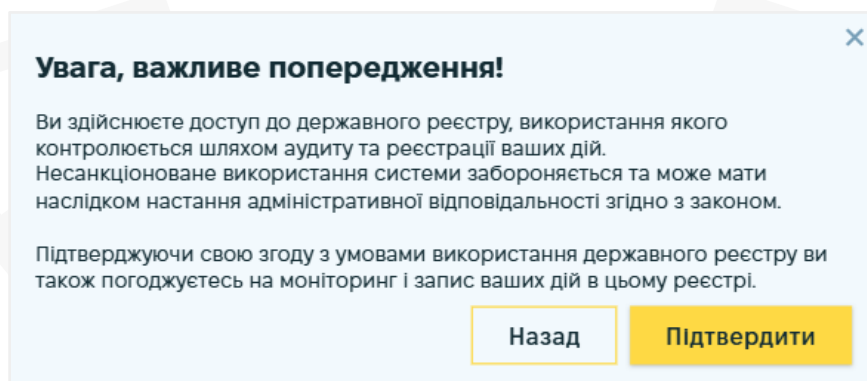 Увага, важливе попередження!
Ви здійснюєте доступ до державного реєстру, використання якого
контролюється шляхом аудиту та реєстрації ваших дій.
Несанкціоноване використання системи забороняється та може мати
наслідком настання адміністративної відповідальності згідно з законом.
Підтверджуючи свою згоду з умовами використання державного реєстру ви
також погоджуєтесь на моніторинг і запис ваших дій в цьому реєстрі.
Назад
Підтвердити